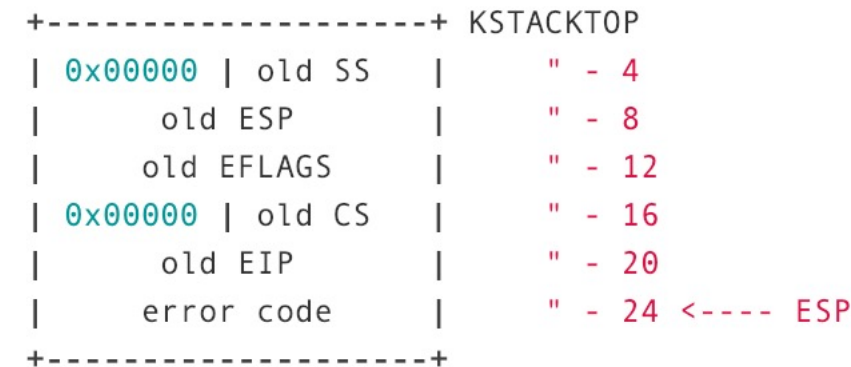 +--------------------+ KSTACKTOP
| 0x00000 | old SS   |     " - 4
|      old ESP       |     " - 8
|     old EFLAGS     |     " - 12
| 0x00000 | old CS   |     " - 16
|      old EIP       |     " - 20
|     error code     |     " - 24 <---- ESP
+--------------------+